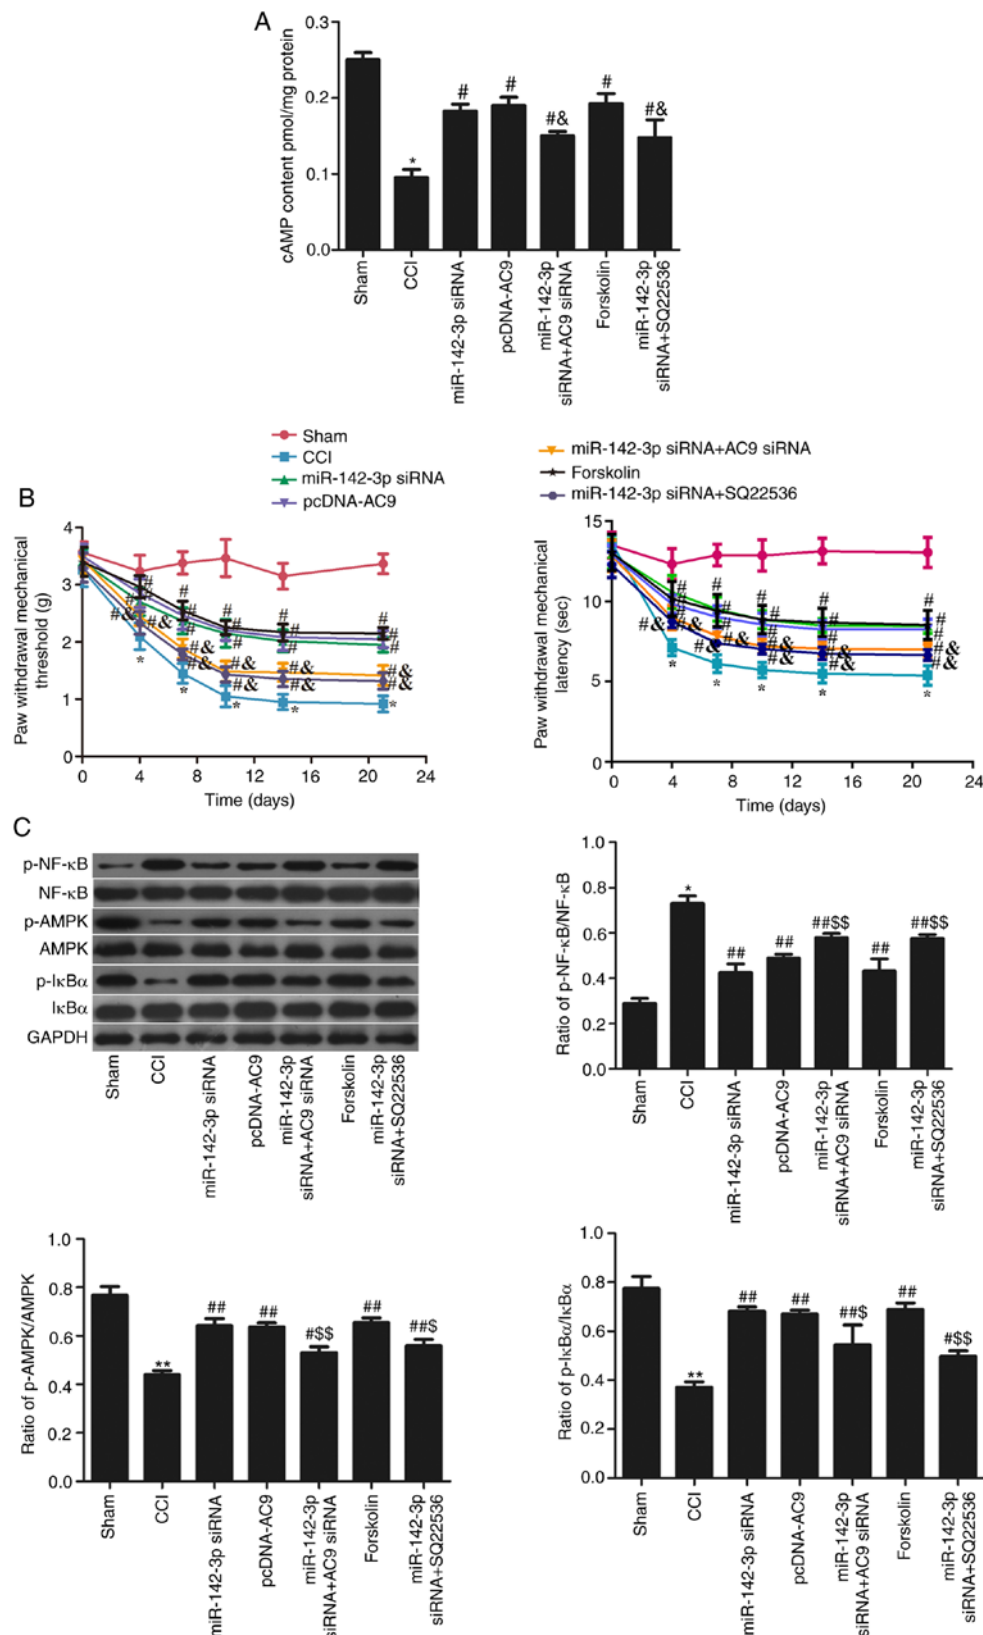 A
cAMP content pmol/mg protein
0.3
0.2
0.1
0.0
*
#
#
#&
#
#&
Sham
CCI
miR-142-3p siRNA
pcDNA-AC9
miR-142-3p
siRNA+AC9 siRNA
Forskolin
miR-142-3p
siRNA+SQ22536
B
Sham
CCI
miR-142-3p siRNA
pcDNA-AC9
miR-142-3p siRNA+AC9 siRNA
Forskolin
miR-142-3p siRNA+SQ22536
Paw withdrawal mechanical
threshold (g)
4
3
2
1
0
0 4 8 10 12 16 20 24
Time (days)
Paw withdrawal mechanical
latency (sec)
15
10
5
0
0 4 8 12 16 20 24
Time (days)
C
p-NF-κB
NF-κB
p-AMPK
AMPK
p-IκBα
IκBα
GAPDH
Sham
CCI
miR-142-3p siRNA
pcDNA-AC9
miR-142-3p
siRNA+AC9 siRNA
Forskolin
miR-142-3p
siRNA+SQ22536
Ratio of p-NF-κB/NF-κB
1.0
0.8
0.6
0.4
0.2
0.0
*
##
##
##$$
##
##$$
Sham
CCI
miR-142-3p siRNA
pcDNA-AC9
miR-142-3p
siRNA+AC9 siRNA
Forskolin
miR-142-3p
siRNA+SQ22536
Ratio of p-AMPK/AMPK
1.0
0.8
0.6
0.4
0.2
0.0
**
##
##
#$$
##
##$
Sham
CCI
miR-142-3p siRNA
pcDNA-AC9
miR-142-3p
siRNA+AC9 siRNA
Forskolin
miR-142-3p
siRNA+SQ22536
Ratio of p-IκBα/IκBα
1.0
0.8
0.6
0.4
0.2
0.0
**
##
##
##$
##
#$$
Sham
CCI
miR-142-3p siRNA
pcDNA-AC9
miR-142-3p
siRNA+AC9 siRNA
Forskolin
miR-142-3p
siRNA+SQ22536